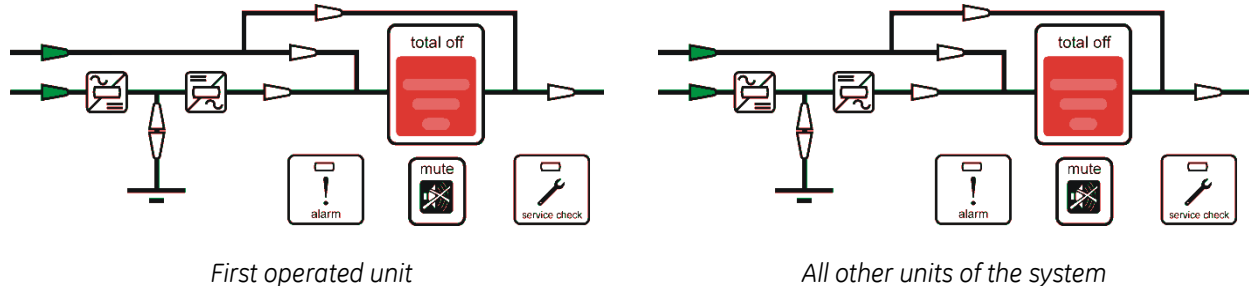 total off
mute
alarm
service check
First operated unit
total off
mute
alarm
service check
All other units of the system